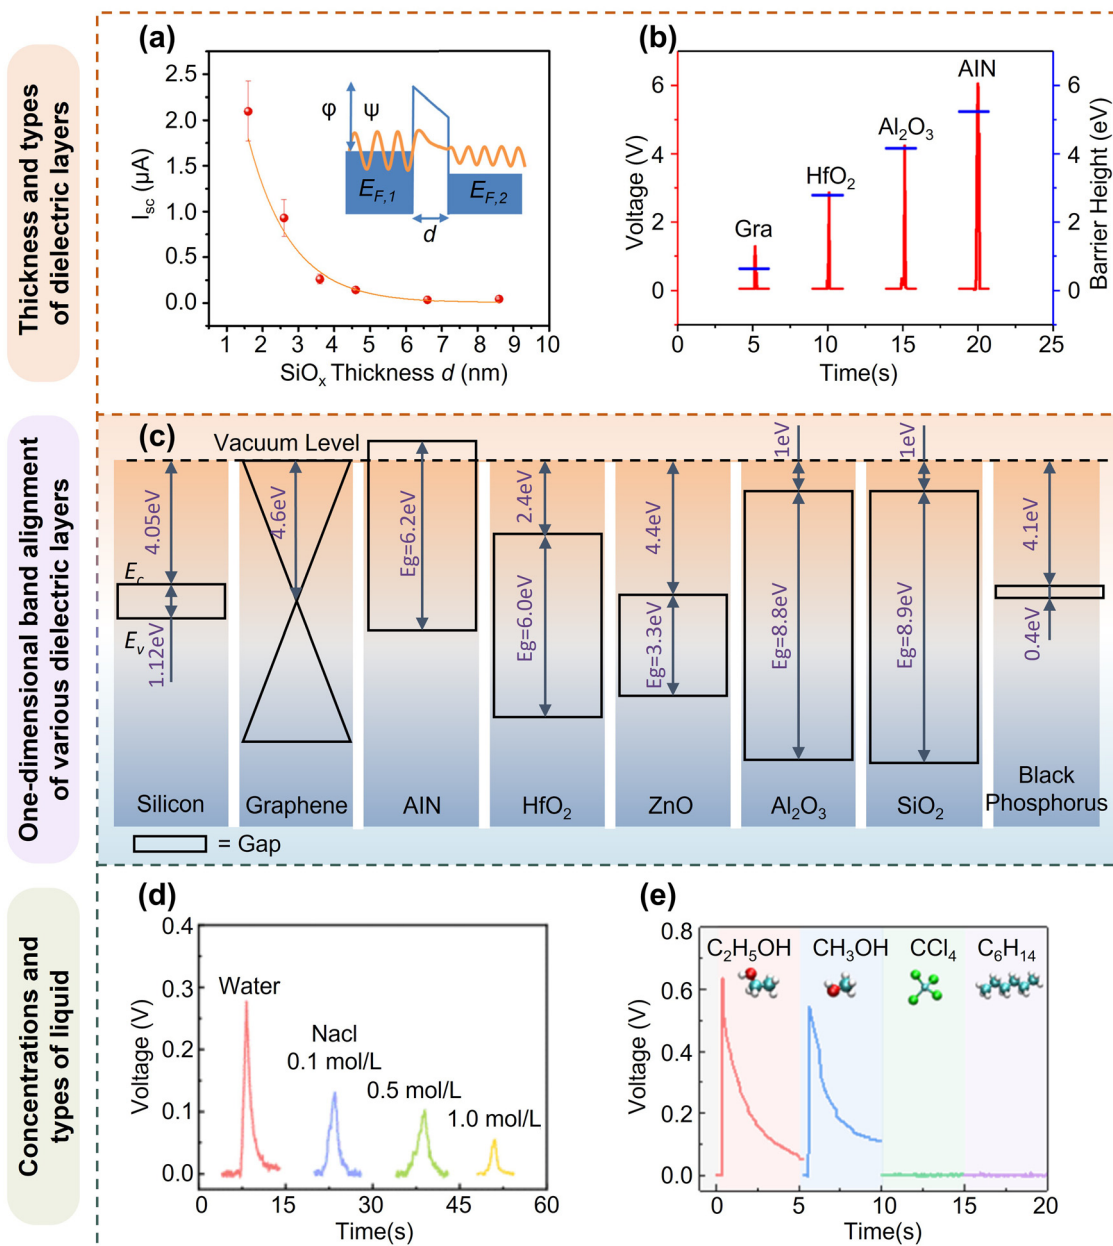 Thickness and types
of dielectric layers
(a)
I_sc (μA)
2.5
2.0
1.5
1.0
0.5
0.0
φ
ψ
E_F,1
E_F,2
d
1 2 3 4 5 6 7 8 9 10
SiO_x Thickness d (nm)
(b)
Voltage (V)
6
4
2
0
Gra
HfO₂
Al₂O₃
AlN
6
4
2
0
Barrier Height (eV)
0 5 10 15 20 25
Time(s)
One-dimensional band alignment
of various dielectric layers
(c)
Vacuum Level
4.05eV
E_c
E_v
1.12eV
Silicon
4.6eV
Graphene
Eg=6.2eV
AlN
2.4eV
Eg=6.0eV
HfO₂
4.4eV
Eg=3.3eV
ZnO
1eV
Eg=8.8eV
Al₂O₃
1eV
Eg=8.9eV
SiO₂
4.1eV
0.4eV
Black
Phosphorus
= Gap
Concentrations and
types of liquid
(d)
Voltage (V)
0.4
0.3
0.2
0.1
0.0
Water
Nacl
0.1 mol/L
0.5 mol/L
1.0 mol/L
0 15 30 45 60
Time(s)
(e)
Voltage (V)
0.8
0.6
0.4
0.2
0.0
C₂H₅OH
CH₃OH
CCl₄
C₆H₁₄
0 5 10 15 20
Time(s)